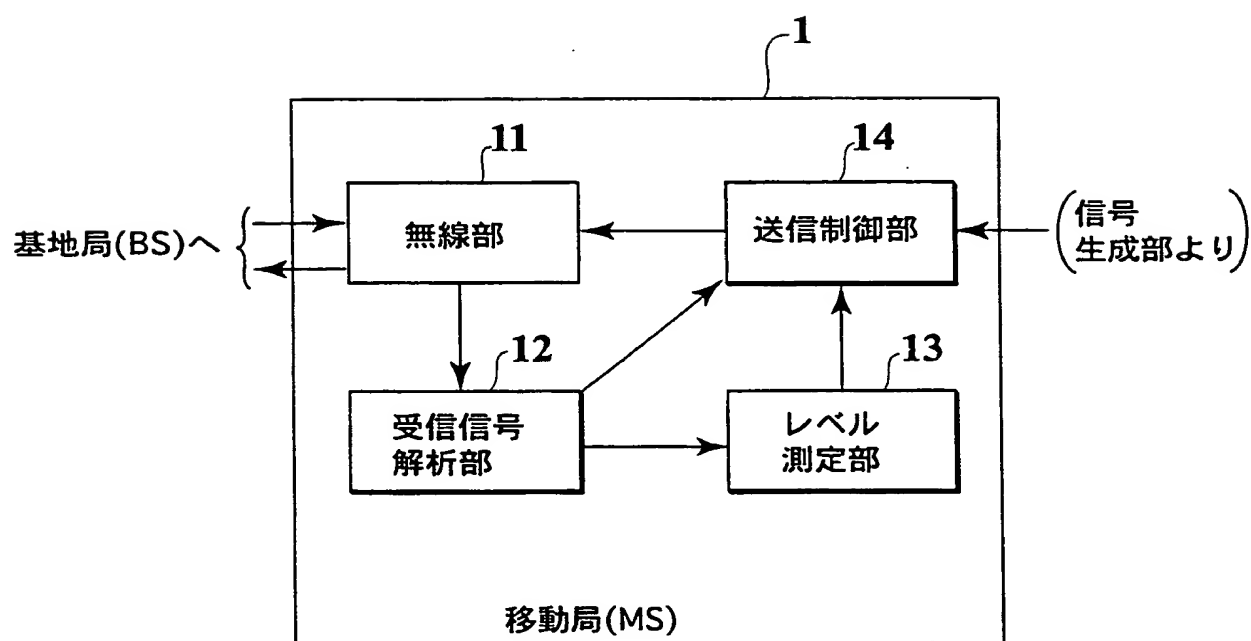 1
11
14
無線部
送信制御部
基地局(BS)へ
信号
生成部より
12
13
受信信号
解析部
レベル
測定部
移動局(MS)